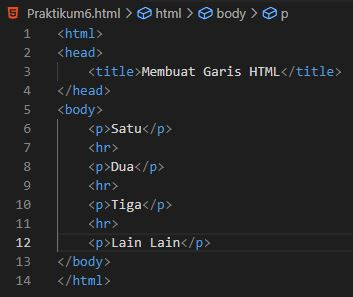 Praktikum6.html > html > body > p
1 <html>
2 <head>
3 <title>Membuat Garis HTML</title>
4 </head>
5 <body>
6 <p>Satu</p>
7 <hr>
8 <p>Dua</p>
9 <hr>
10 <p>Tiga</p>
11 <hr>
12 <p>Lain Lain</p>
13 </body>
14 </html>